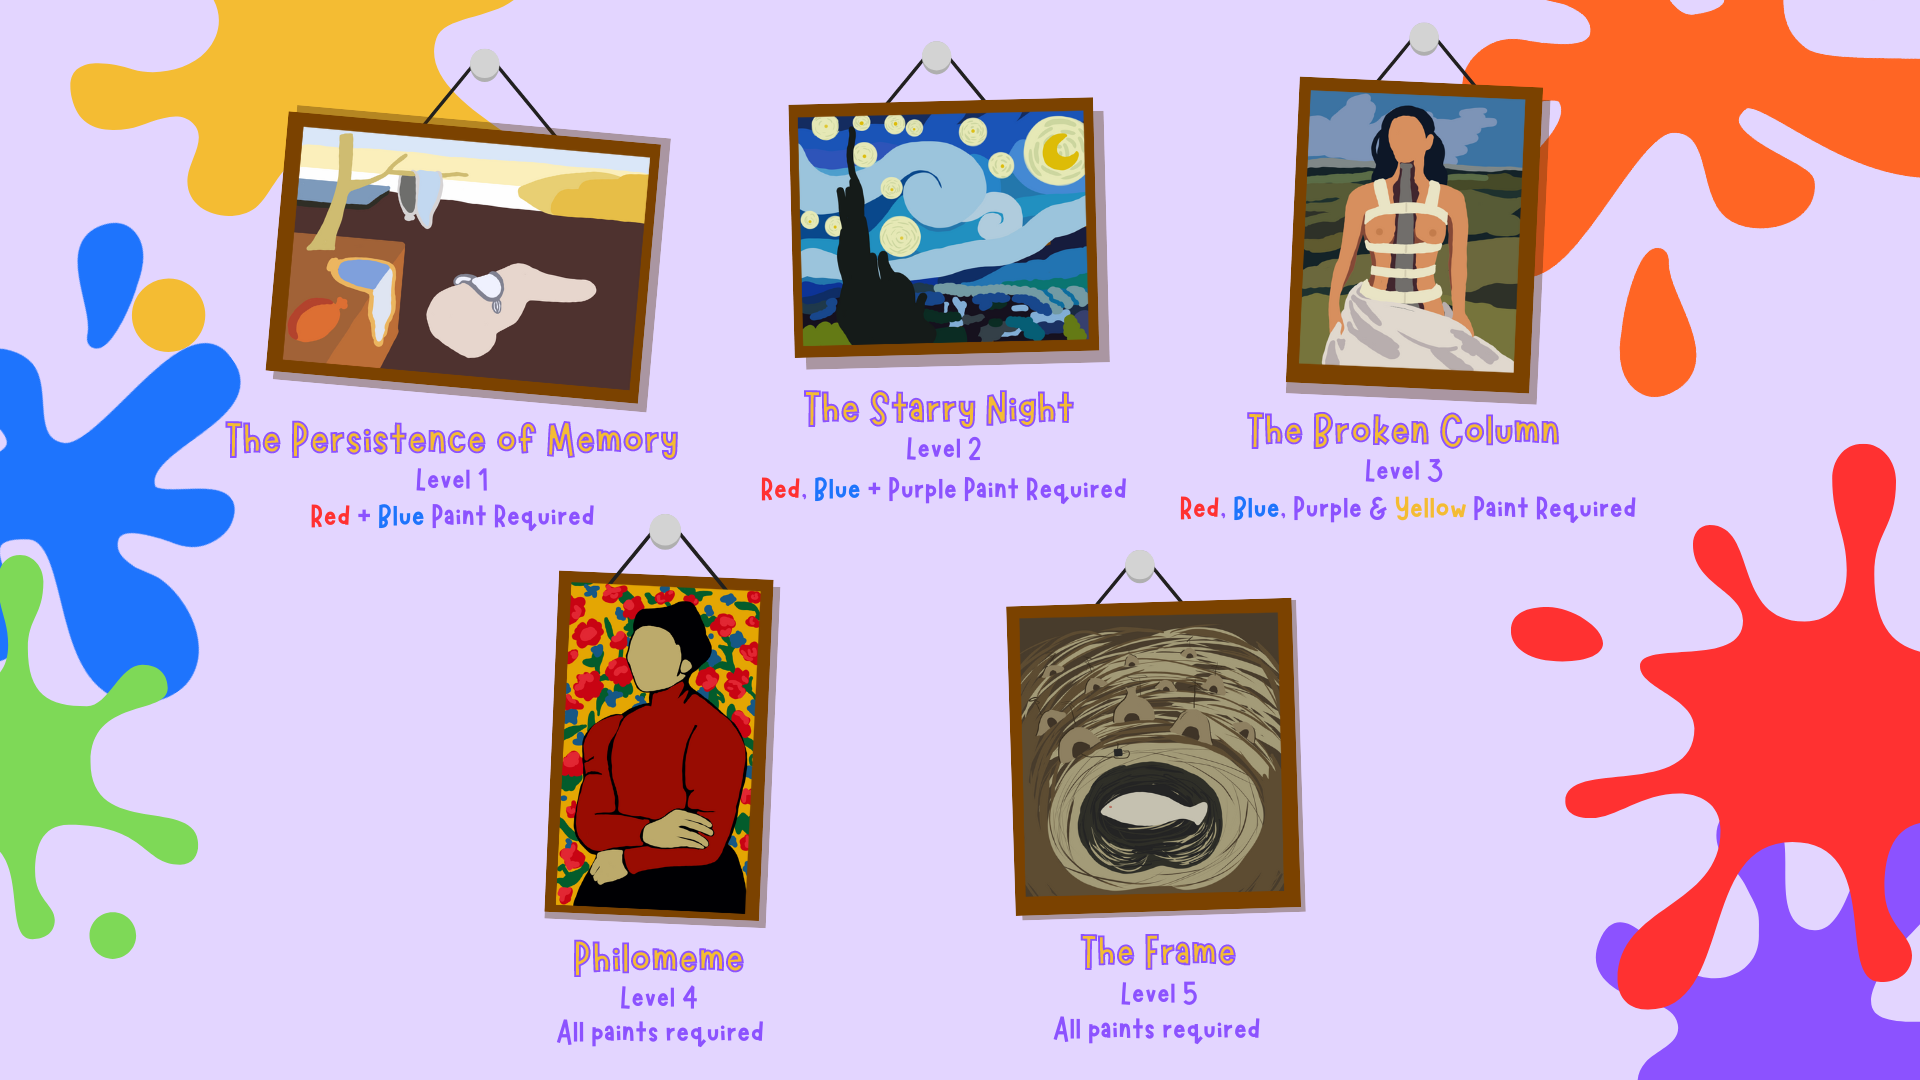 The Persistence of Memory
Level 1
Red + Blue Paint Required
The Starry Night
Level 2
Red, Blue + Purple Paint Required
The Broken Column
Level 3
Red, Blue, Purple & Yellow Paint Required
Philomeme
Level 4
All paints required
The Frame
Level 5
All paints required